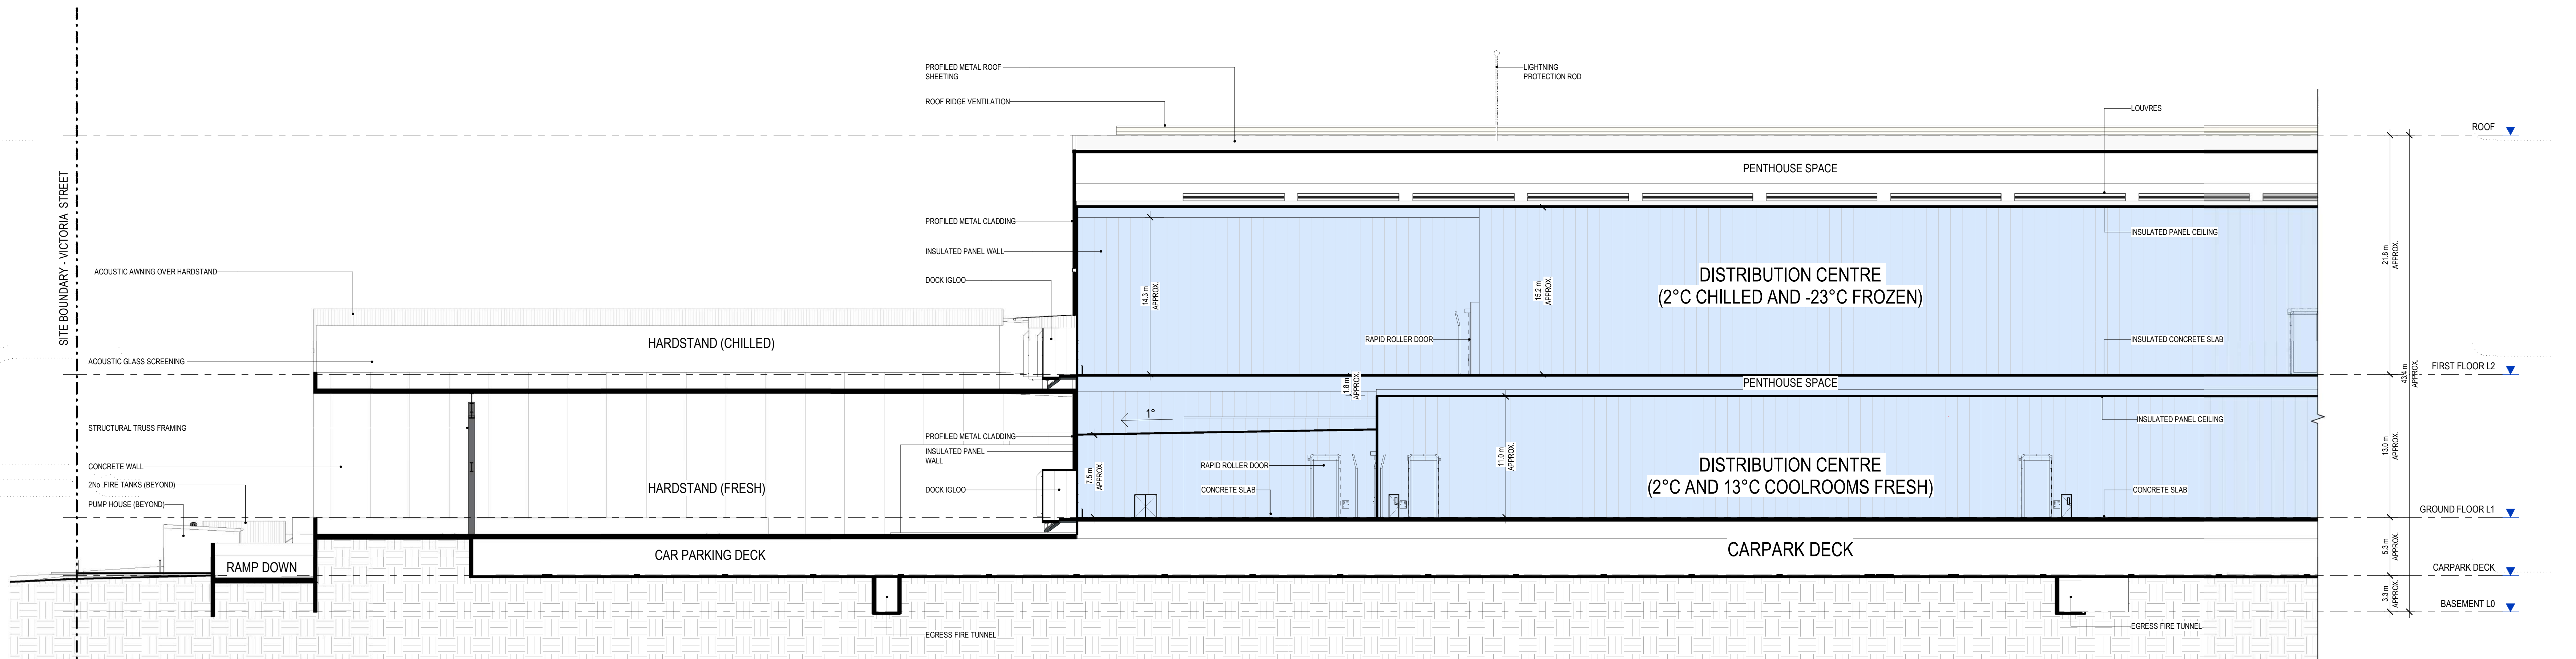 PROFILED METAL ROOF
SHEETING
LIGHTNING
PROTECTION ROD
ROOF RIDGE VENTILATION
LOUVRES
ROOF
PENTHOUSE SPACE
SITE BOUNDARY - VICTORIA STREET
PROFILED METAL CLADDING
INSULATED PANEL CEILING
INSULATED PANEL WALL
21.8 m
APPROX.
ACOUSTIC AWNING OVER HARDSTAND
DOCK IGLOO
14.3 m
APPROX.
15.2 m
APPROX.
DISTRIBUTION CENTRE
(2°C CHILLED AND -23°C FROZEN)
HARDSTAND (CHILLED)
RAPID ROLLER DOOR
INSULATED CONCRETE SLAB
ACOUSTIC GLASS SCREENING
FIRST FLOOR L2
43.4 m
APPROX.
1.8 m
APPROX.
PENTHOUSE SPACE
1°
INSULATED PANEL CEILING
STRUCTURAL TRUSS FRAMING
PROFILED METAL CLADDING
INSULATED PANEL
WALL
13.0 m
APPROX.
11.0 m
APPROX.
CONCRETE WALL
RAPID ROLLER DOOR
DISTRIBUTION CENTRE
(2°C AND 13°C COOLROOMS FRESH)
7.5 m
APPROX.
2No .FIRE TANKS (BEYOND)
HARDSTAND (FRESH)
DOCK IGLOO
CONCRETE SLAB
CONCRETE SLAB
PUMP HOUSE (BEYOND)
GROUND FLOOR L1
CAR PARKING DECK
CARPARK DECK
5.3 m
APPROX.
RAMP DOWN
CARPARK DECK
3.3 m
APPROX.
BASEMENT L0
EGRESS FIRE TUNNEL
EGRESS FIRE TUNNEL